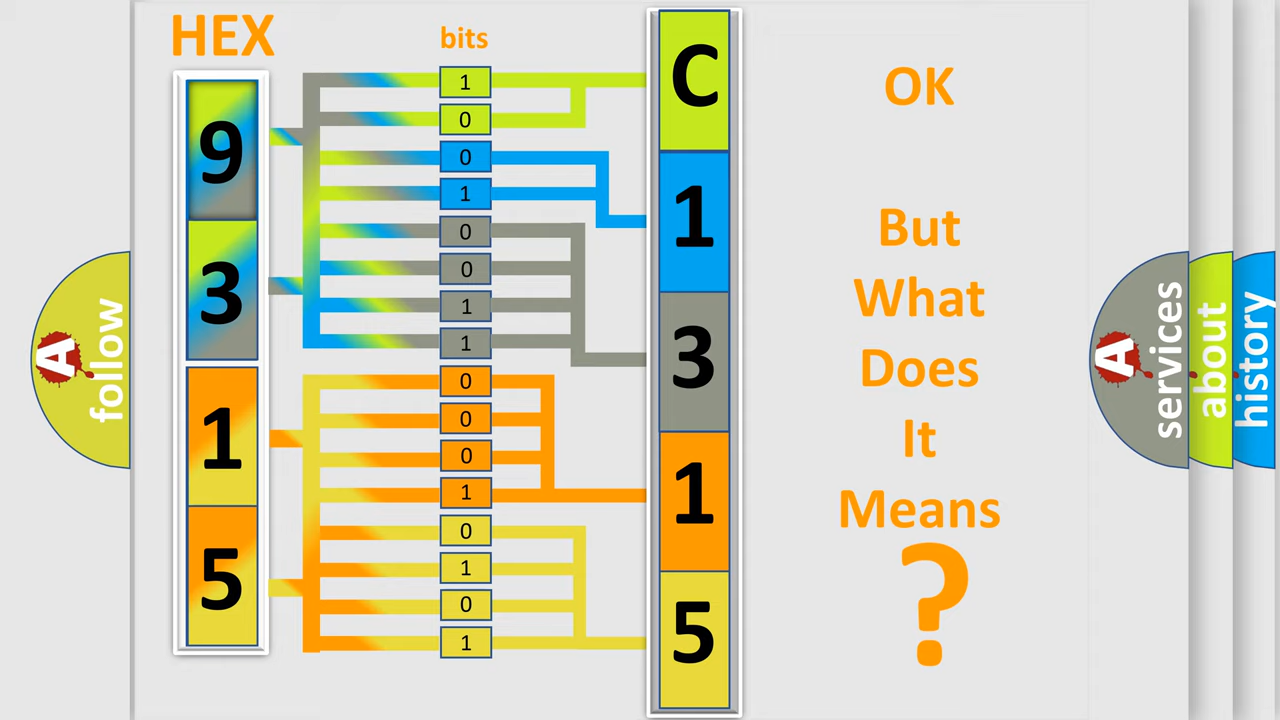 HEX
bits
9
3
1
5
1
0
0
1
0
0
1
1
0
0
0
1
0
1
0
1
C
1
3
1
5
OK
But
What
Does
It
Means
?
A
follow
A
services
about
history